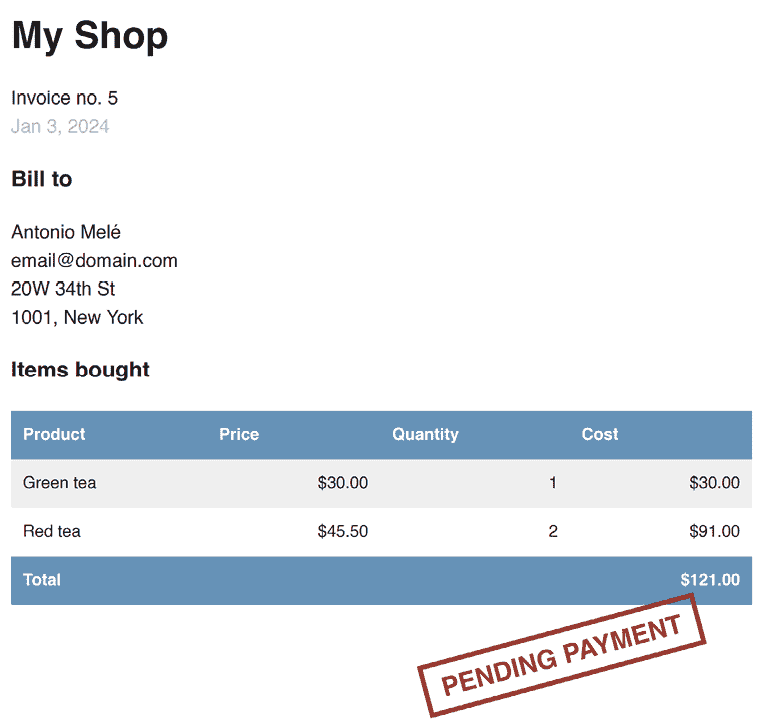 My Shop
Invoice no. 5
Jan 3, 2024
Bill to
Antonio Melé
email@domain.com
20W 34th St
1001, New York
Items bought
Product Price Quantity Cost
Green tea $30.00 1 $30.00
Red tea $45.50 2 $91.00
Total $121.00
PENDING PAYMENT